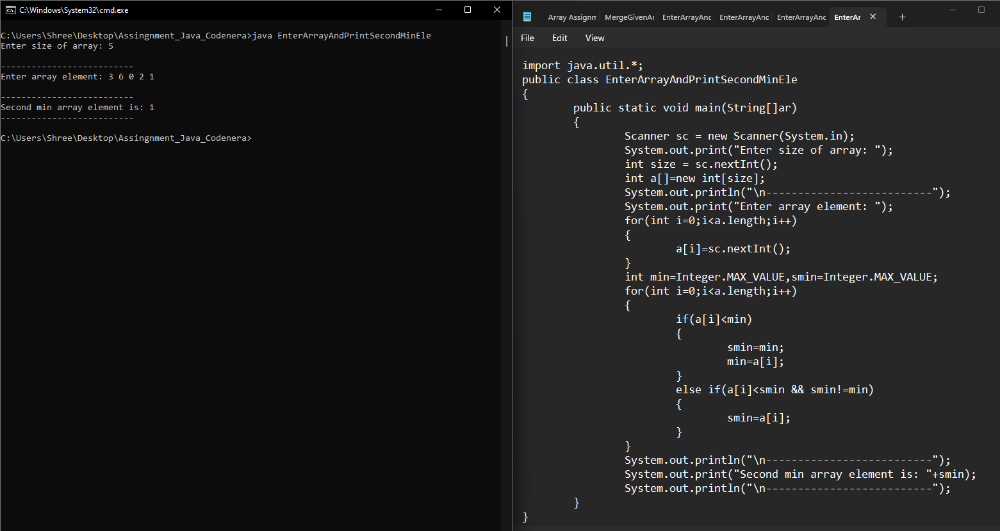 C:\Windows\System32\cmd.exe
C:\Users\Shree\Desktop\Assingnment_Java_Codenera>java EnterArrayAndPrintSecondMinEle
Enter size of array: 5
--------------------------
Enter array element: 3 6 0 2 1
--------------------------
Second min array element is: 1
--------------------------
C:\Users\Shree\Desktop\Assingnment_Java_Codenera>
Array Assignm MergeGivenAr EnterArrayAnc EnterArrayAnc EnterArrayAnc EnterAr
File Edit View
import java.util.*;
public class EnterArrayAndPrintSecondMinEle
{
public static void main(String[]ar)
{
Scanner sc = new Scanner(System.in);
System.out.print("Enter size of array: ");
int size = sc.nextInt();
int a[]=new int[size];
System.out.println("\n--------------------------");
System.out.print("Enter array element: ");
for(int i=0;i<a.length;i++)
{
a[i]=sc.nextInt();
}
int min=Integer.MAX_VALUE,smin=Integer.MAX_VALUE;
for(int i=0;i<a.length;i++)
{
if(a[i]<min)
{
smin=min;
min=a[i];
}
else if(a[i]<smin && smin!=min)
{
smin=a[i];
}
}
System.out.println("\n--------------------------");
System.out.print("Second min array element is: "+smin);
System.out.println("\n--------------------------");
}
}